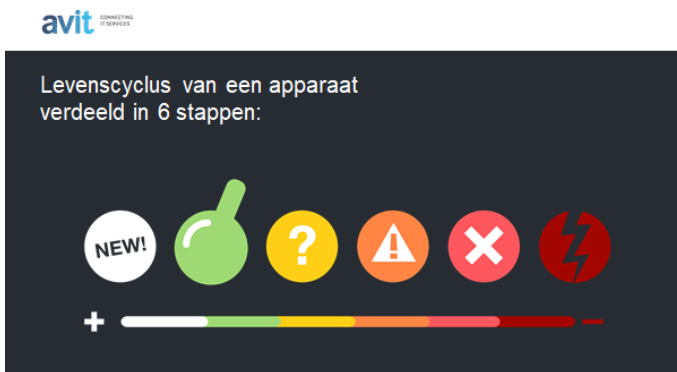 avit CONNECTING
IT SERVICES
Levenscyclus van een apparaat
verdeeld in 6 stappen:
NEW! ? ! 
+ -